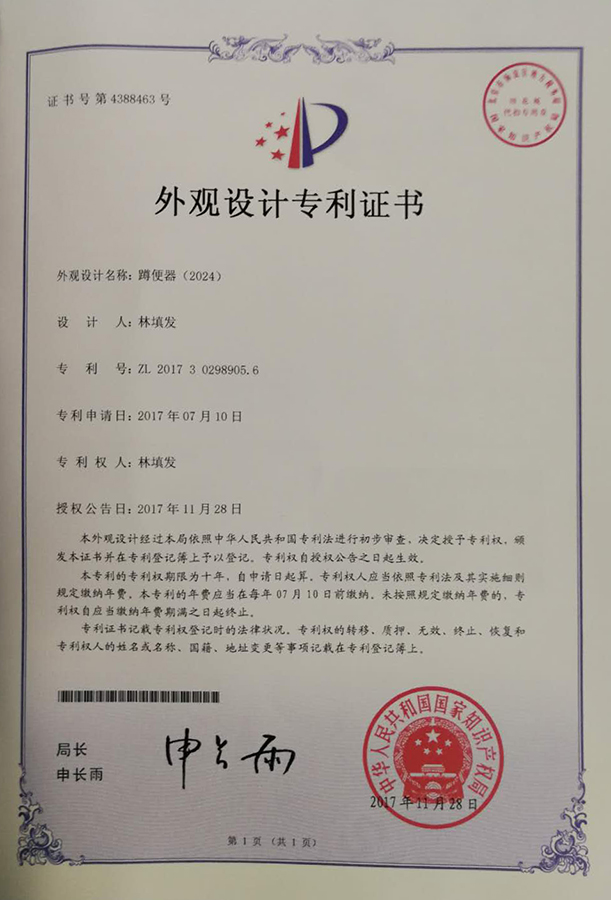 证书号第4388463号
外观设计专利证书
外观设计名称：蹲便器（2024）
设计人：林填发
专利号：ZL 2017 3 0298905.6
专利申请日：2017年07月10日
专利权人：林填发
授权公告日：2017年11月28日
本外观设计经过本局依照中华人民共和国专利法进行初步审查，决定授予专利权，颁
发本证书并在专利登记簿上予以登记。专利权自授权公告之日起生效。
本专利的专利权期限为十年，自申请日起算。专利权人应当依照专利法及其实施细则
规定缴纳年费。本专利的年费应当在每年07月10日前缴纳。未按照规定缴纳年费的，专
利权自应当缴纳年费期满之日起终止。
专利证书记载专利权登记时的法律状况。专利权的转移、质押、无效、终止、恢复和
专利权人的姓名或名称、国籍、地址变更等事项记载在专利登记簿上。
局长
申长雨
申长雨
中华人民共和国国家知识产权局
2017年11月28日
第1页（共1页）